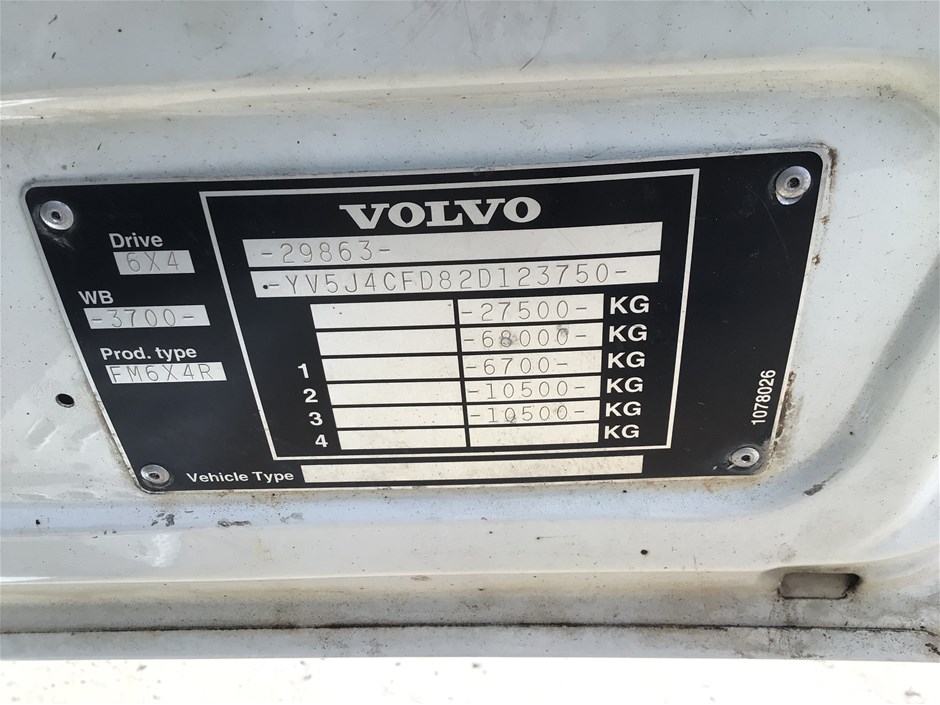 VOLVO
Drive
6X4
-29863-
-YV5J4CFD82D123750-
WB
-3700-
-27500- KG
-68000- KG
Prod. type
FM6X4R
1 -6700- KG
2 -10500- KG
3 -10500- KG
4 KG
1078026
Vehicle Type